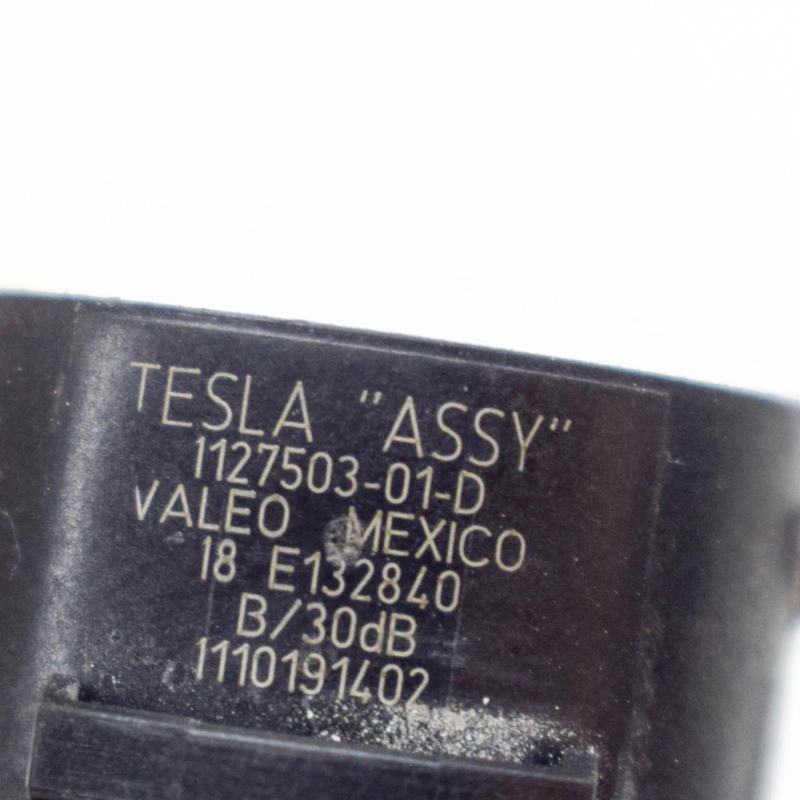 TESLA "ASSY"
1127503-01-D
VALEO MEXICO
18 E132840
B/30dB
1110191402